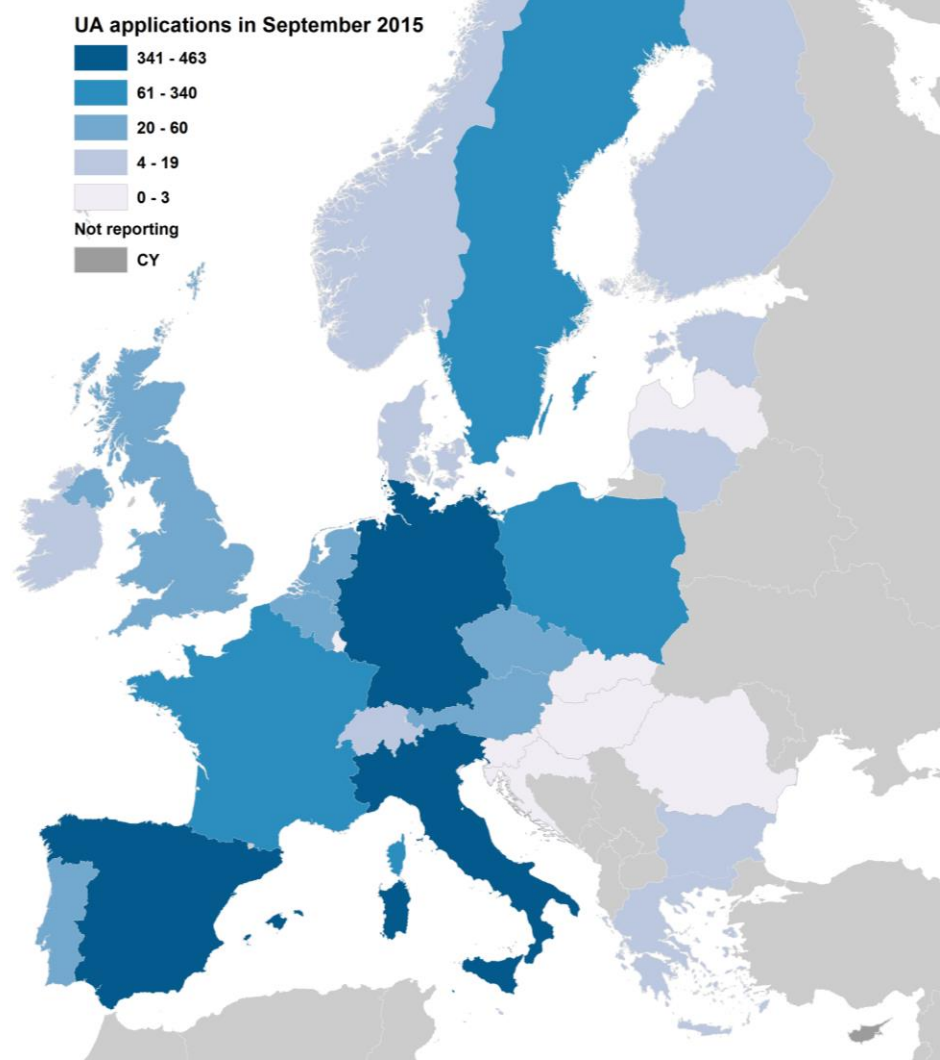 UA applications in September 2015
341 - 463
61 - 340
20 - 60
4 - 19
0 - 3
Not reporting
CY